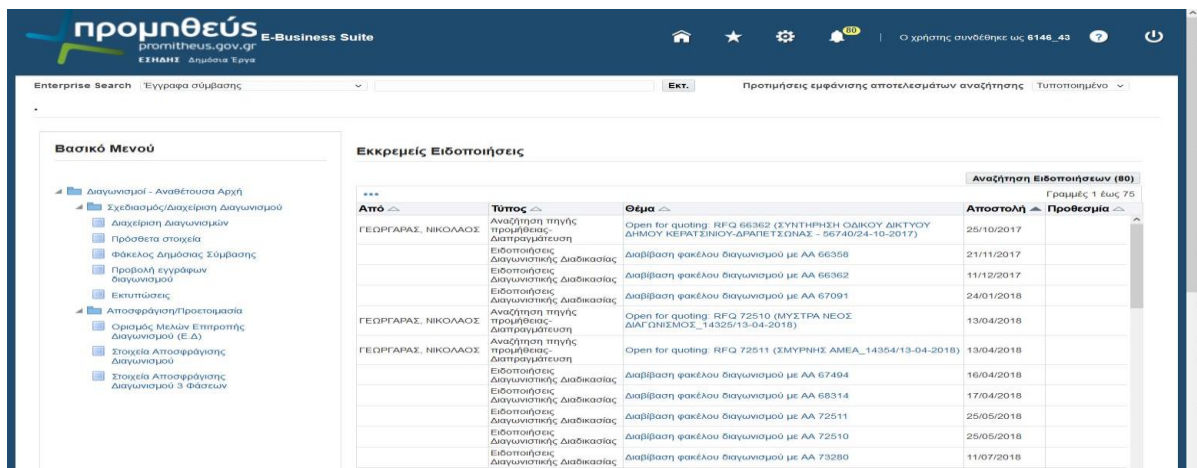 προμηθεύς E-Business Suite
promitheus.gov.gr
ΕΣΗΔΗΣ Δημόσια Έργα
80
Ο χρήστης συνδέθηκε ως 6146_43 ?
Enterprise Search Έγγραφα σύμβασης Εκτ. Προτιμήσεις εμφάνισης αποτελεσμάτων αναζήτησης Τυποποιημένο
Βασικό Μενού
Διαγωνισμοί - Αναθέτουσα Αρχή
Σχεδιασμός/Διαχείριση Διαγωνισμού
Διαχείριση Διαγωνισμών
Πρόσθετα στοιχεία
Φάκελος Δημόσιας Σύμβασης
Προβολή εγγράφων
διαγωνισμού
Εκτυπώσεις
Αποσφράγιση/Προετοιμασία
Ορισμός Μελών Επιτροπής
Διαγωνισμού (Ε.Δ)
Στοιχεία Αποσφράγισης
Διαγωνισμού
Στοιχεία Αποσφράγισης
Διαγωνισμού 3 Φάσεων
Εκκρεμείς Ειδοποιήσεις
Αναζήτηση Ειδοποιήσεων (80)
Γραμμές 1 έως 75
Από Τύπος Θέμα Αποστολή Προθεσμία
ΓΕΩΡΓΑΡΑΣ, ΝΙΚΟΛΑΟΣ
Αναζήτηση πηγής
προμήθειας-
Διαπραγμάτευση
Open for quoting: RFQ 66362 (ΣΥΝΤΗΡΗΣΗ ΟΔΙΚΟΥ ΔΙΚΤΥΟΥ
ΔΗΜΟΥ ΚΕΡΑΤΣΙΝΙΟΥ-ΔΡΑΠΕΤΣΩΝΑΣ - 56740/24-10-2017)
25/10/2017
Ειδοποιήσεις
Διαγωνιστικής Διαδικασίας Διαβίβαση φακέλου διαγωνισμού με ΑΑ 66358 21/11/2017
Ειδοποιήσεις
Διαγωνιστικής Διαδικασίας Διαβίβαση φακέλου διαγωνισμού με ΑΑ 66362 11/12/2017
Ειδοποιήσεις
Διαγωνιστικής Διαδικασίας Διαβίβαση φακέλου διαγωνισμού με ΑΑ 67091 24/01/2018
ΓΕΩΡΓΑΡΑΣ, ΝΙΚΟΛΑΟΣ
Αναζήτηση πηγής
προμήθειας-
Διαπραγμάτευση
Open for quoting: RFQ 72510 (ΜΥΣΤΡΑ ΝΕΟΣ
ΔΙΑΓΩΝΙΣΜΟΣ_14325/13-04-2018)
13/04/2018
ΓΕΩΡΓΑΡΑΣ, ΝΙΚΟΛΑΟΣ
Αναζήτηση πηγής
προμήθειας-
Διαπραγμάτευση
Open for quoting: RFQ 72511 (ΣΜΥΡΝΗΣ ΑΜΕΑ_14354/13-04-2018) 13/04/2018
Ειδοποιήσεις
Διαγωνιστικής Διαδικασίας Διαβίβαση φακέλου διαγωνισμού με ΑΑ 67494 16/04/2018
Ειδοποιήσεις
Διαγωνιστικής Διαδικασίας Διαβίβαση φακέλου διαγωνισμού με ΑΑ 68314 17/04/2018
Ειδοποιήσεις
Διαγωνιστικής Διαδικασίας Διαβίβαση φακέλου διαγωνισμού με ΑΑ 72511 25/05/2018
Ειδοποιήσεις
Διαγωνιστικής Διαδικασίας Διαβίβαση φακέλου διαγωνισμού με ΑΑ 72510 25/05/2018
Ειδοποιήσεις
Διαγωνιστικής Διαδικασίας Διαβίβαση φακέλου διαγωνισμού με ΑΑ 73280 11/07/2018